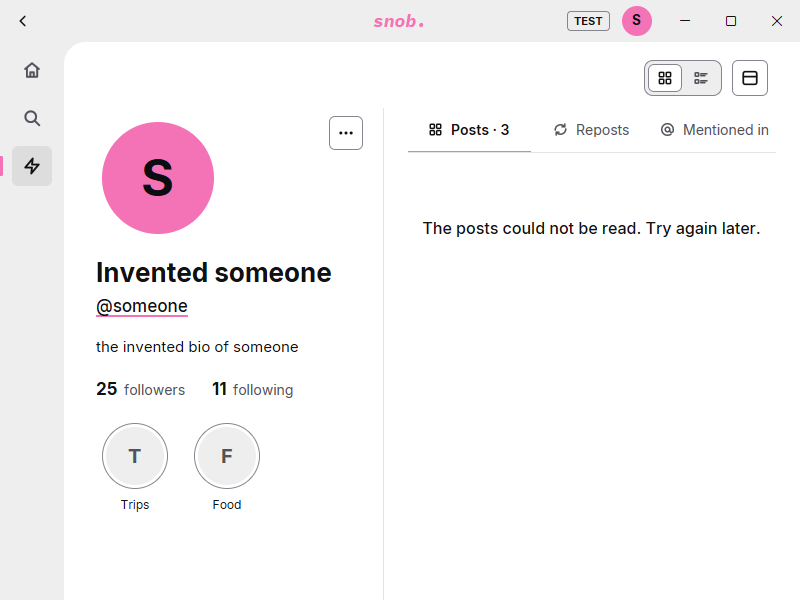 snob.
TEST
S
Posts · 3
Reposts
Mentioned in
S
The posts could not be read. Try again later.
Invented someone
@someone
the invented bio of someone
25 followers 11 following
T
F
Trips
Food